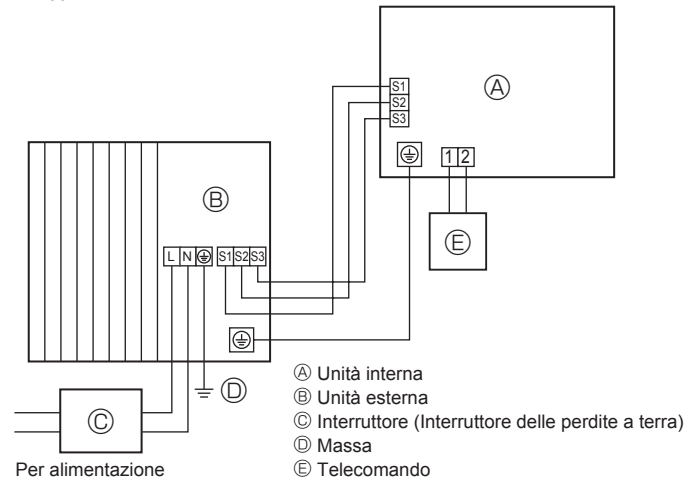 S1
S2
S3
Ⓐ
1 2
Ⓔ
Ⓑ
L N S1 S2 S3
Ⓓ
Ⓒ
Per alimentazione
Ⓐ Unità interna
Ⓑ Unità esterna
Ⓒ Interruttore (Interruttore delle perdite a terra)
Ⓓ Massa
Ⓔ Telecomando